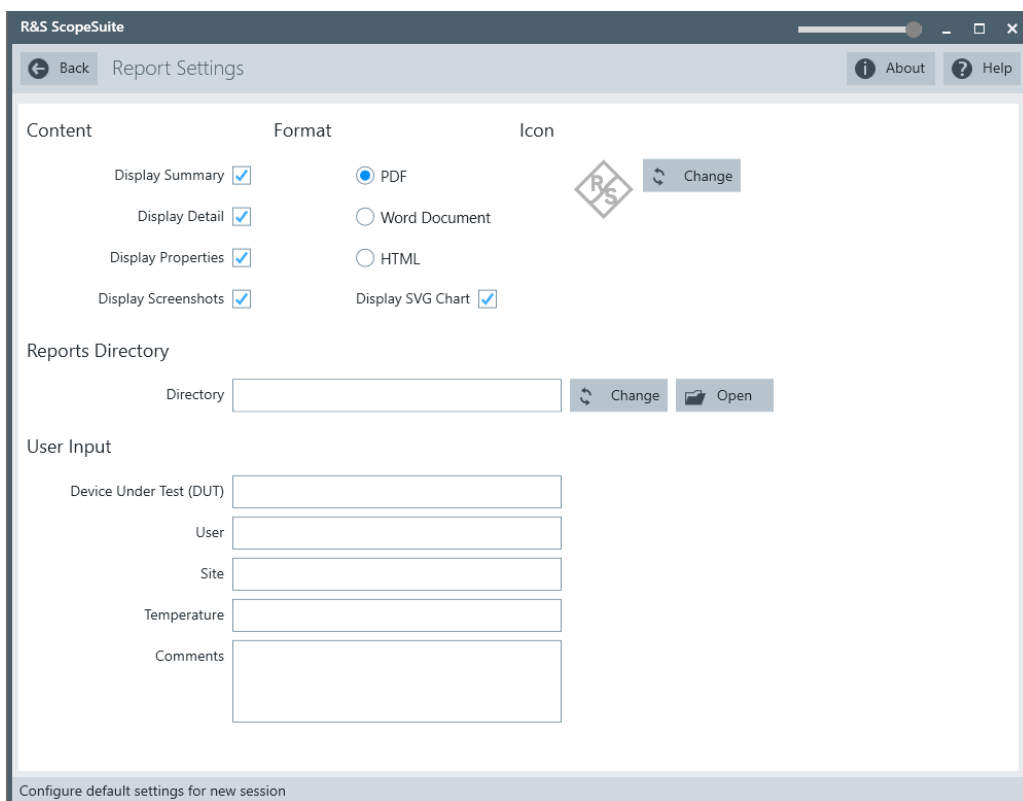 R&S ScopeSuite
Back Report Settings About Help
Content Format Icon
Display Summary PDF R&S Change
Display Detail Word Document
Display Properties HTML
Display Screenshots Display SVG Chart
Reports Directory
Directory Change Open
User Input
Device Under Test (DUT)
User
Site
Temperature
Comments
Configure default settings for new session